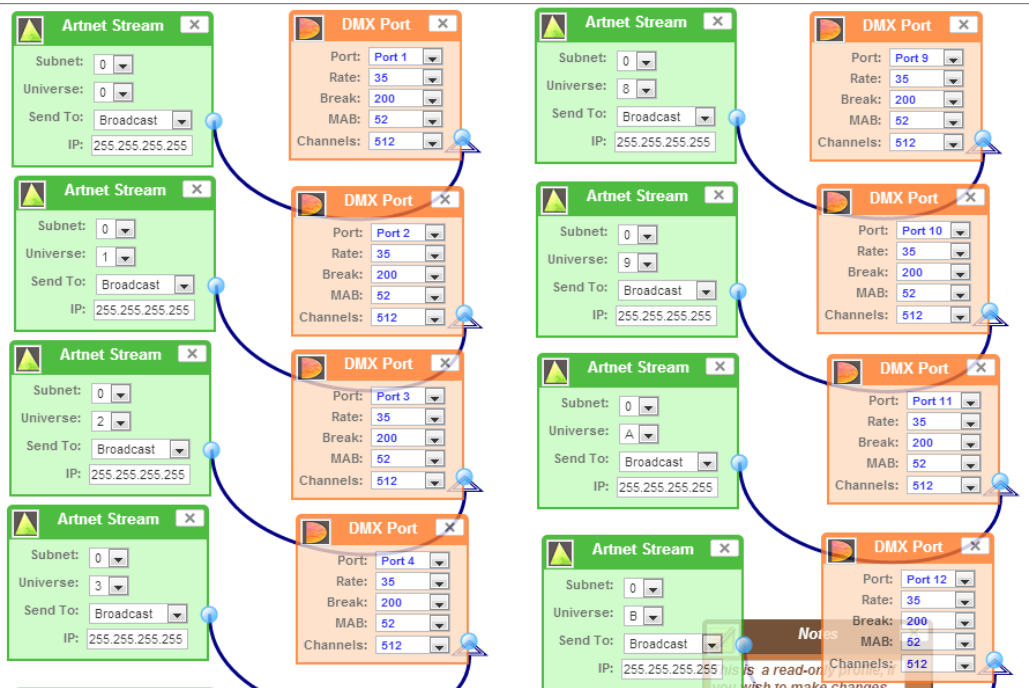 Artnet Stream
Subnet: 0
Universe: 0
Send To: Broadcast
IP: 255.255.255.255
DMX Port
Port: Port 1
Rate: 35
Break: 200
MAB: 52
Channels: 512
Artnet Stream
Subnet: 0
Universe: 1
Send To: Broadcast
IP: 255.255.255.255
DMX Port
Port: Port 2
Rate: 35
Break: 200
MAB: 52
Channels: 512
Artnet Stream
Subnet: 0
Universe: 2
Send To: Broadcast
IP: 255.255.255.255
DMX Port
Port: Port 3
Rate: 35
Break: 200
MAB: 52
Channels: 512
Artnet Stream
Subnet: 0
Universe: 3
Send To: Broadcast
IP: 255.255.255.255
DMX Port
Port: Port 4
Rate: 35
Break: 200
MAB: 52
Channels: 512
Artnet Stream
Subnet: 0
Universe: 8
Send To: Broadcast
IP: 255.255.255.255
DMX Port
Port: Port 9
Rate: 35
Break: 200
MAB: 52
Channels: 512
Artnet Stream
Subnet: 0
Universe: 9
Send To: Broadcast
IP: 255.255.255.255
DMX Port
Port: Port 10
Rate: 35
Break: 200
MAB: 52
Channels: 512
Artnet Stream
Subnet: 0
Universe: A
Send To: Broadcast
IP: 255.255.255.255
DMX Port
Port: Port 11
Rate: 35
Break: 200
MAB: 52
Channels: 512
Artnet Stream
Subnet: 0
Universe: B
Send To: Broadcast
IP: 255.255.255.255
DMX Port
Port: Port 12
Rate: 35
Break: 200
MAB: 52
Channels: 512
Notes
This is a read-only profile, if
you wish to make changes